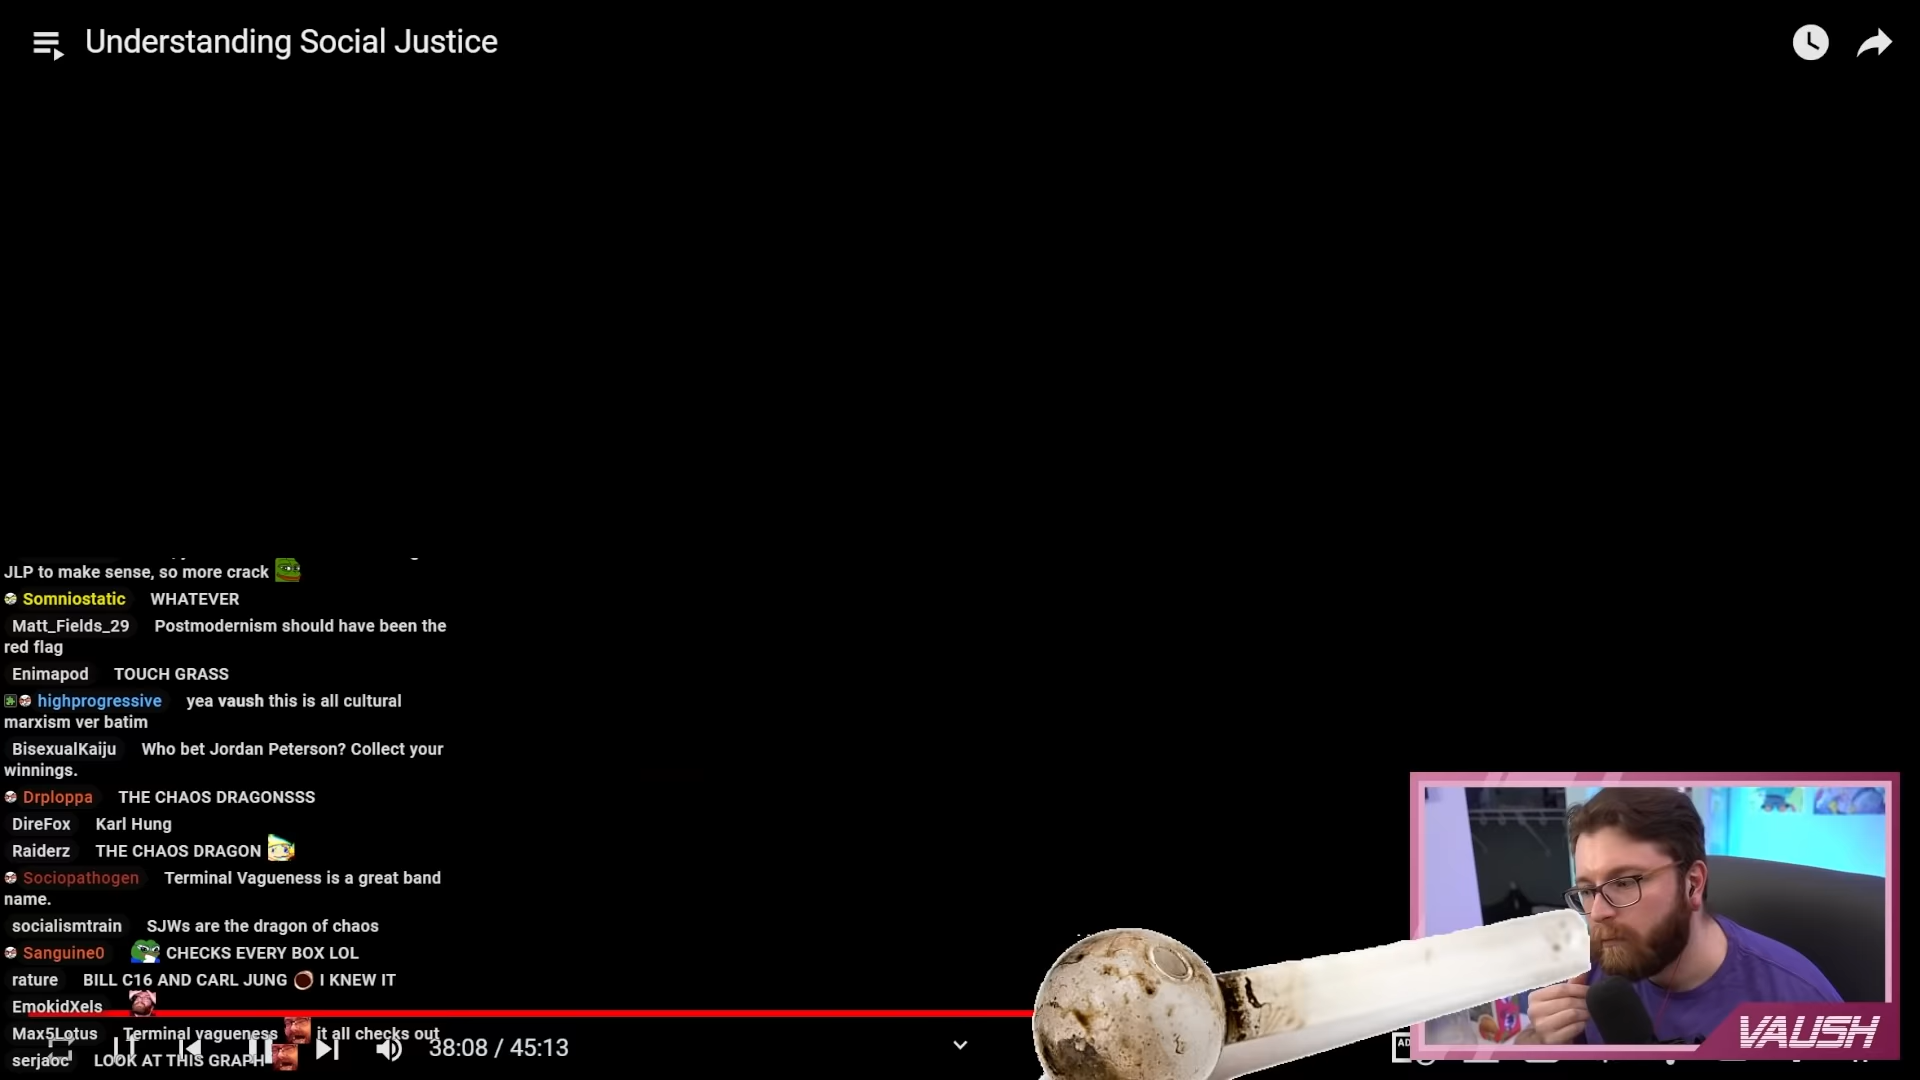 Understanding Social Justice
JLP to make sense, so more crack
Somniostatic WHATEVER
Matt_Fields_29 Postmodernism should have been the
red flag
Enimapod TOUCH GRASS
highprogressive yea vaush this is all cultural
marxism ver batim
BisexualKaiju Who bet Jordan Peterson? Collect your
winnings.
Drploppa THE CHAOS DRAGONSSS
DireFox Karl Hung
Raiderz THE CHAOS DRAGON
Sociopathogen Terminal Vagueness is a great band
name.
socialismtrain SJWs are the dragon of chaos
Sanguine0 CHECKS EVERY BOX LOL
rature BILL C16 AND CARL JUNG I KNEW IT
EmokidXels
Max5Lotus Terminal vagueness it all checks out
serjaoc LOOK AT THIS GRAPH
38:08 / 45:13
VAUSH